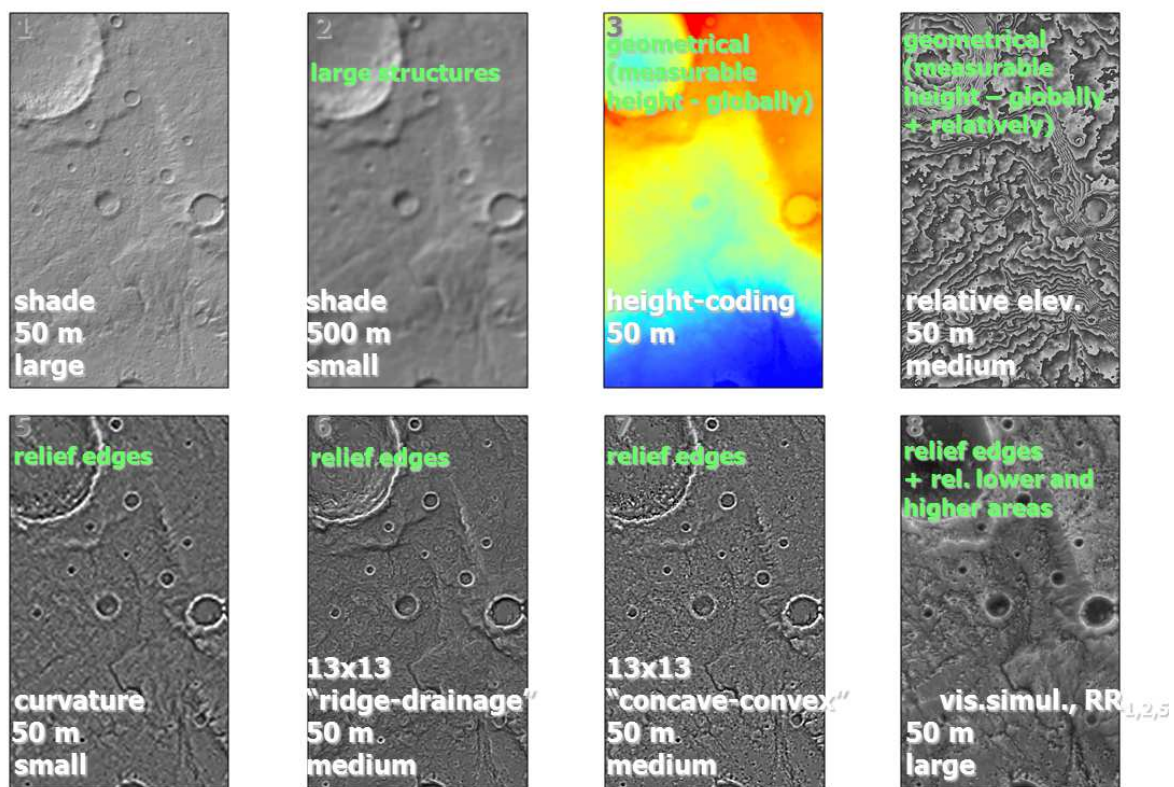 1
shade
50 m
large
2
large structures
shade
500 m
small
3
geometrical
(measurable
height - globally)
height-coding
50 m
geometrical
(measurable
height – globally
+ relatively)
relative elev.
50 m
medium
5
relief edges
curvature
50 m
small
6
relief edges
13x13
“ridge-drainage”
50 m
medium
7
relief edges
13x13
“concave-convex”
50 m
medium
8
relief edges
+ rel. lower and
higher areas
vis.simul., RR1,2,5
50 m
large